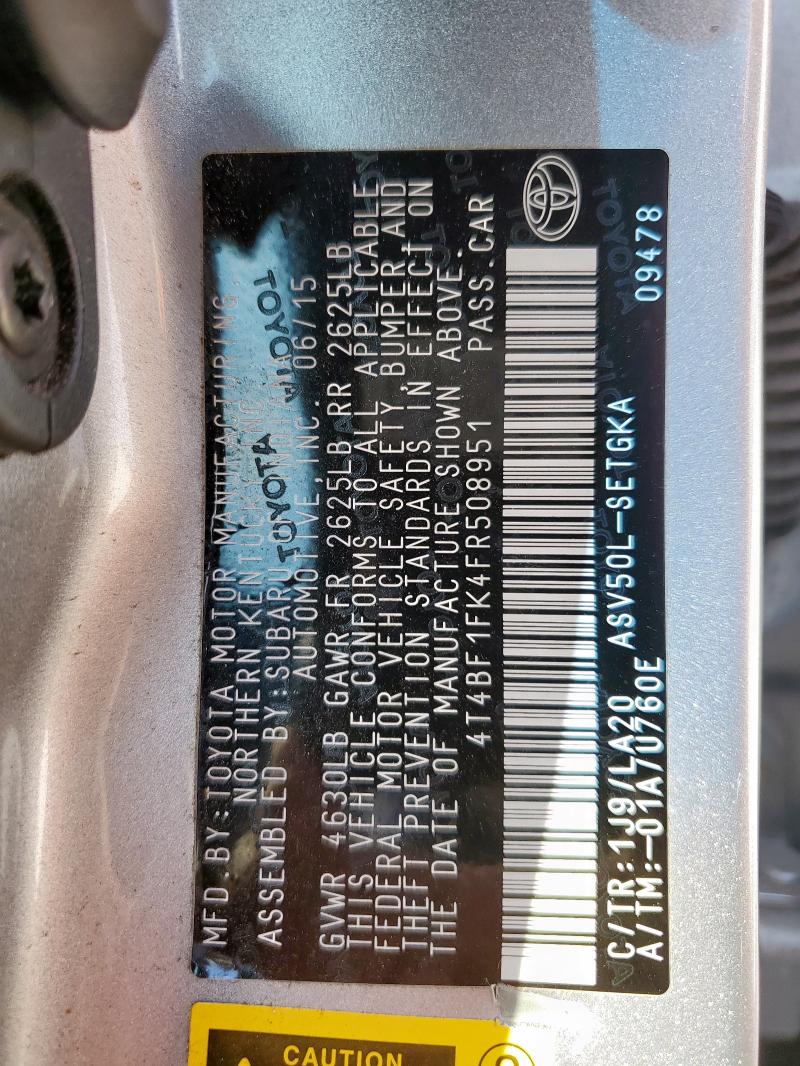 MFD.BY:TOYOTA MOTOR MANUFACTURING,
NORTHERN KENTUCKY, INC.
ASSEMBLED BY:SUBARU OF INDIANA
AUTOMOTIVE, INC. 06/15
GVWR 4630LB GAWR FR 2625LB RR 2625LB
THIS VEHICLE CONFORMS TO ALL APPLICABLE
FEDERAL MOTOR VEHICLE SAFETY, BUMPER, AND
THEFT PREVENTION STANDARDS IN EFFECT ON
THE DATE OF MANUFACTURE SHOWN ABOVE.
4T4BF1FK4FR508951 PASS.CAR
C/TR:1J9/LA20 ASV50L-SETGKA 09478
A/TM:-01A/U760E
TOYOTA
TOYOTA
CAUTION